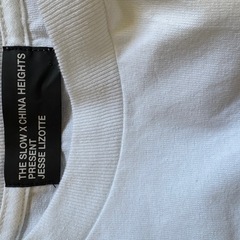 THE SLOW X CHINA HEIGHTS
PRESENT
JESSE LIZOTTE